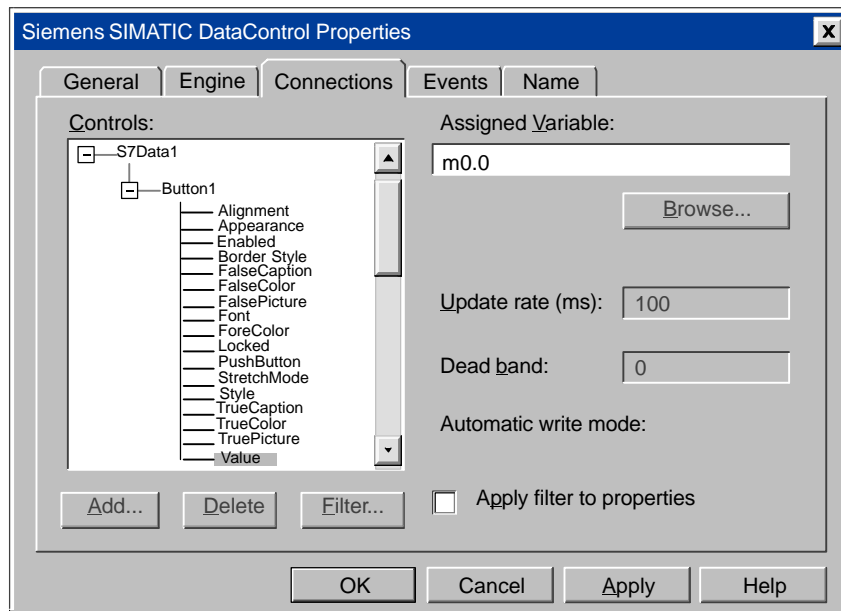 Siemens SIMATIC DataControl Properties
X
General Engine Connections Events Name
Controls:
Assigned Variable:
S7Data1
m0.0
Button1
Browse...
Alignment
Appearance
Enabled
Border Style
FalseCaption
FalseColor
FalsePicture
Font
ForeColor
Locked
PushButton
StretchMode
Style
TrueCaption
TrueColor
TruePicture
Value
Update rate (ms): 100
Dead band: 0
Automatic write mode:
Add... Delete Filter...
Apply filter to properties
OK Cancel Apply Help